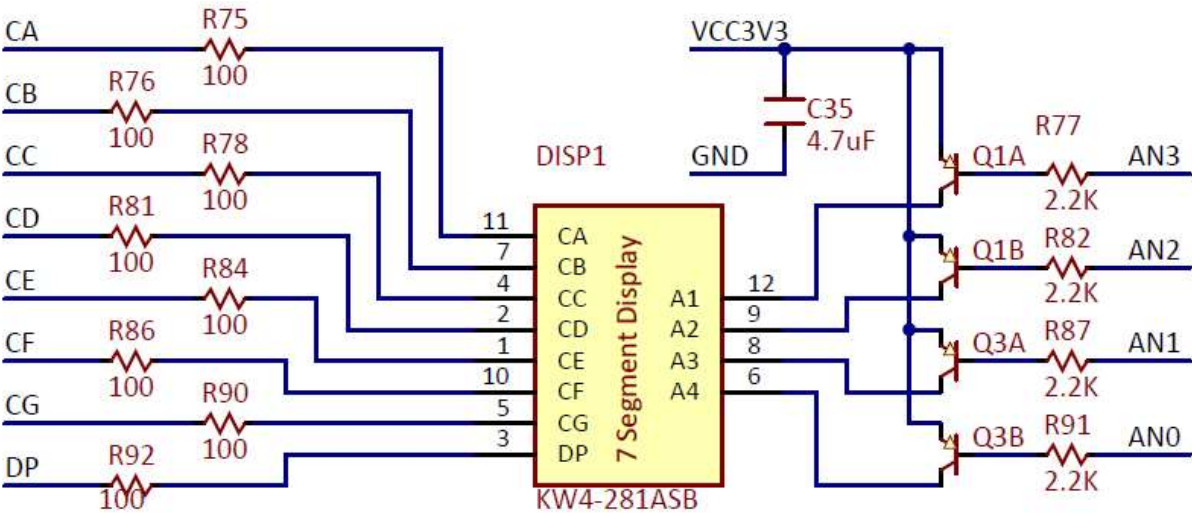 CA
R75
100
CB
R76
100
CC
R78
100
CD
R81
100
CE
R84
100
CF
R86
100
CG
R90
100
DP
R92
100
DISP1
11
7
4
2
1
10
5
3
CA
CB
CC
CD
CE
CF
CG
DP
7 Segment Display
A1
A2
A3
A4
12
9
8
6
KW4-281ASB
VCC3V3
C35
4.7uF
GND
Q1A
R77
2.2K
AN3
Q1B
R82
2.2K
AN2
Q3A
R87
2.2K
AN1
Q3B
R91
2.2K
AN0